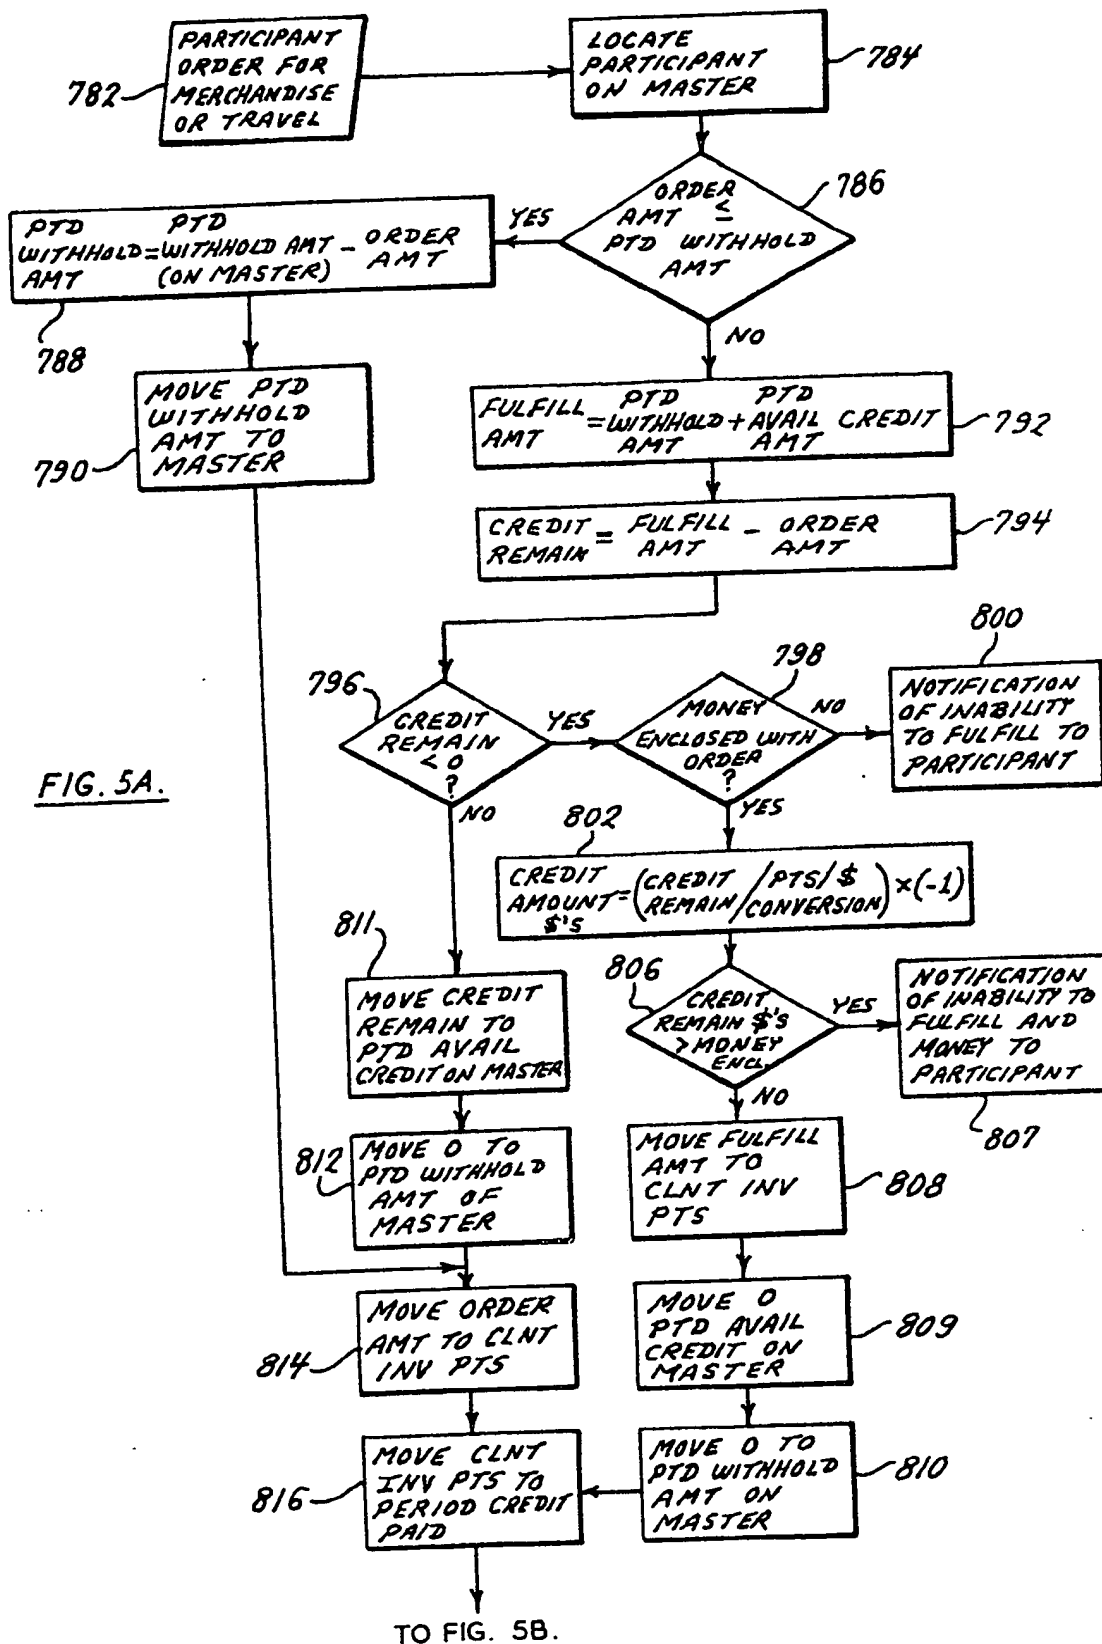 PARTICIPANT
ORDER FOR
MERCHANDISE
OR TRAVEL
782
LOCATE
PARTICIPANT
ON MASTER
784
ORDER
AMT ≤
PTD WITHHOLD
AMT
786
YES
NO
PTD PTD
WITHHOLD = WITHHOLD AMT - ORDER
AMT (ON MASTER) AMT
788
MOVE PTD
WITHHOLD
AMT TO
MASTER
790
PTD PTD
FULFILL = WITHHOLD + AVAIL CREDIT
AMT AMT AMT
792
CREDIT = FULFILL - ORDER
REMAIN AMT AMT
794
796
CREDIT
REMAIN
< 0
?
YES
NO
798
MONEY
ENCLOSED WITH
ORDER
?
NO
YES
800
NOTIFICATION
OF INABILITY
TO FULFILL TO
PARTICIPANT
FIG. 5A.
802
CREDIT
AMOUNT = (CREDIT REMAIN / PTS/$ CONVERSION) × (-1)
$'S
811
MOVE CREDIT
REMAIN TO
PTD AVAIL
CREDIT ON MASTER
806
CREDIT
REMAIN $'S
> MONEY
ENCL.
YES
NO
NOTIFICATION
OF INABILITY TO
FULFILL AND
MONEY TO
PARTICIPANT
807
812
MOVE 0 TO
PTD WITHHOLD
AMT OF
MASTER
MOVE FULFILL
AMT TO
CLNT INV
PTS
808
814
MOVE ORDER
AMT TO CLNT
INV PTS
MOVE 0
PTD AVAIL
CREDIT ON
MASTER
809
816
MOVE CLNT
INV PTS TO
PERIOD CREDIT
PAID
MOVE 0 TO
PTD WITHHOLD
AMT ON
MASTER
810
TO FIG. 5B.